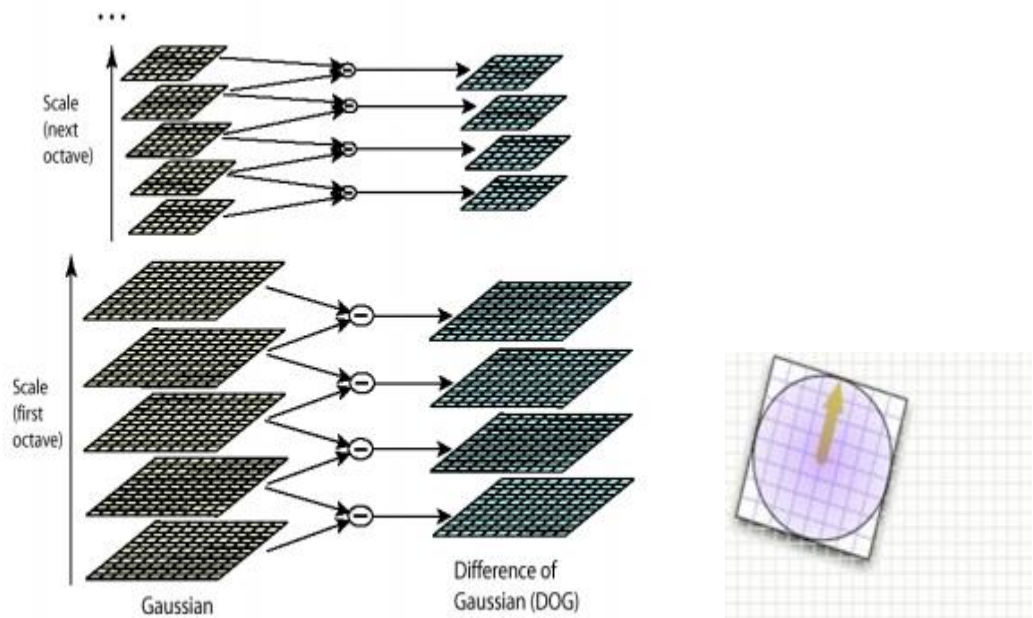 ...
Scale
(next
octave)
Scale
(first
octave)
Gaussian
Difference of
Gaussian (DOG)